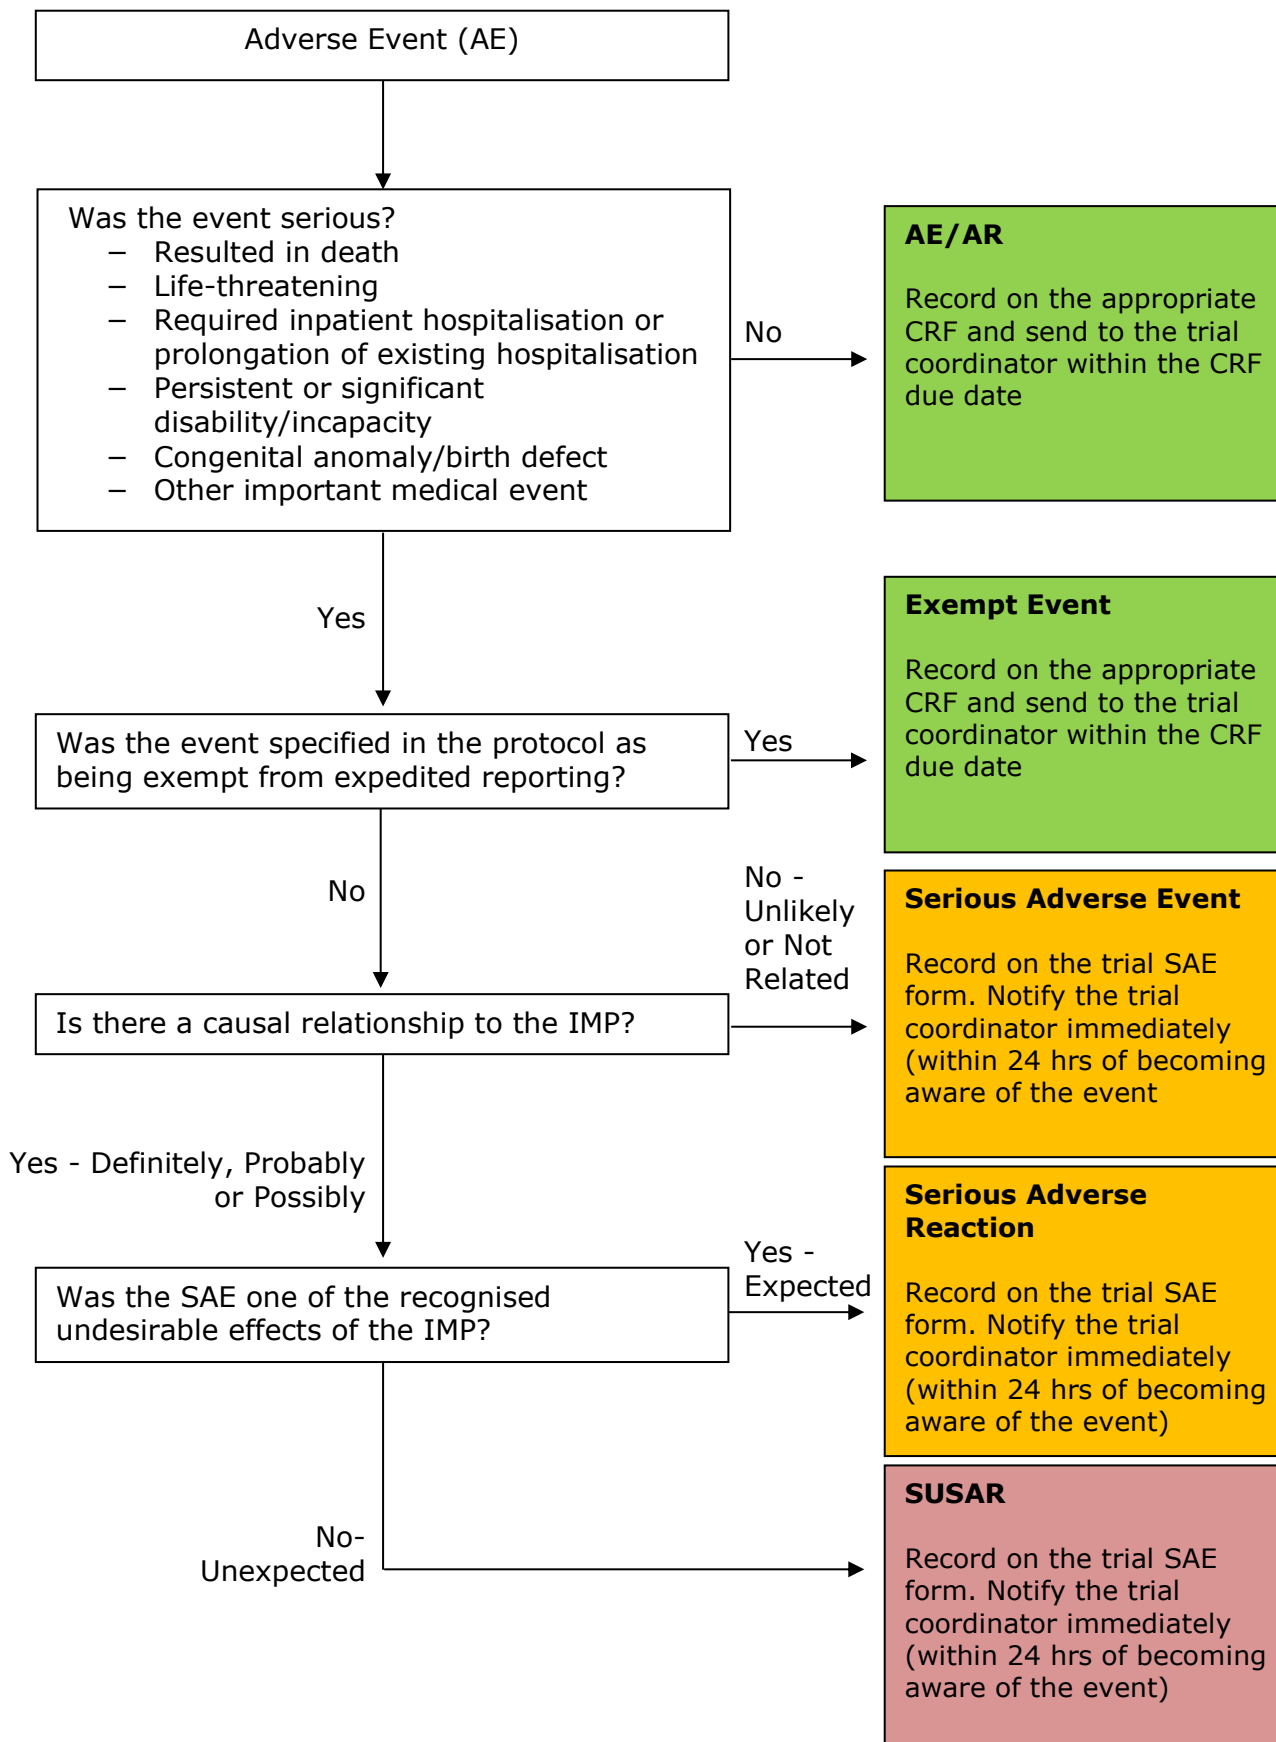 Adverse Event (AE)
Was the event serious?
– Resulted in death
– Life-threatening
– Required inpatient hospitalisation or
prolongation of existing hospitalisation
– Persistent or significant
disability/incapacity
– Congenital anomaly/birth defect
– Other important medical event
No
AE/AR
Record on the appropriate
CRF and send to the trial
coordinator within the CRF
due date
Yes
Was the event specified in the protocol as
being exempt from expedited reporting?
Yes
Exempt Event
Record on the appropriate
CRF and send to the trial
coordinator within the CRF
due date
No
Is there a causal relationship to the IMP?
No -
Unlikely
or Not
Related
Serious Adverse Event
Record on the trial SAE
form. Notify the trial
coordinator immediately
(within 24 hrs of becoming
aware of the event
Yes - Definitely, Probably
or Possibly
Was the SAE one of the recognised
undesirable effects of the IMP?
Yes -
Expected
Serious Adverse
Reaction
Record on the trial SAE
form. Notify the trial
coordinator immediately
(within 24 hrs of becoming
aware of the event)
No-
Unexpected
SUSAR
Record on the trial SAE
form. Notify the trial
coordinator immediately
(within 24 hrs of becoming
aware of the event)